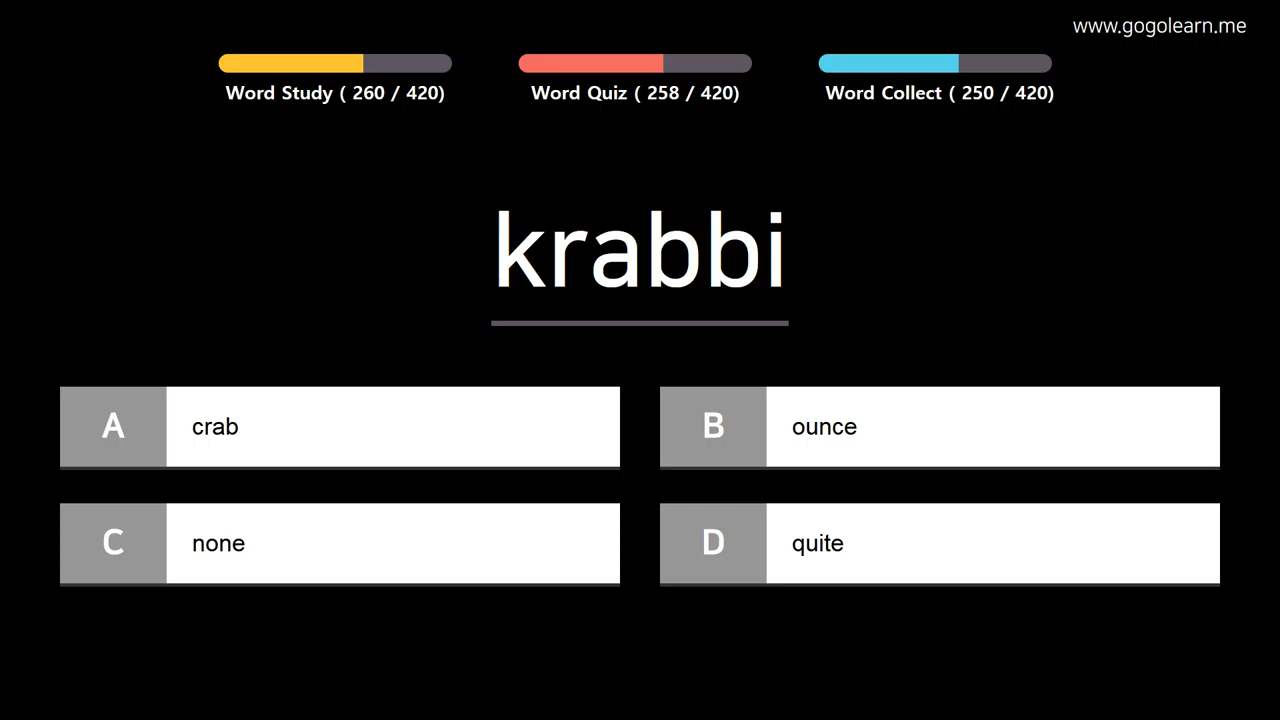 www.gogolearn.me
Word Study ( 260 / 420)
Word Quiz ( 258 / 420)
Word Collect ( 250 / 420)
krabbi
A crab
B ounce
C none
D quite